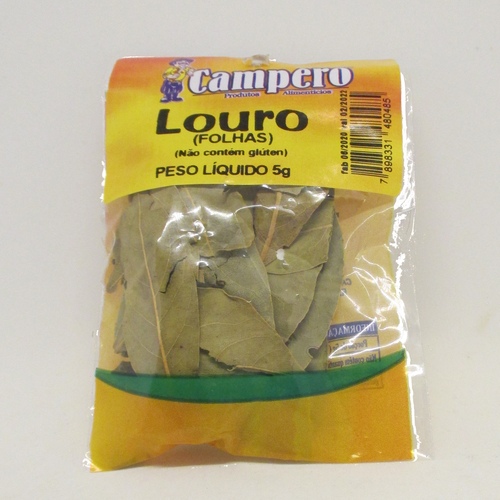 Campero
Produtos Alimentícios
Louro
(FOLHAS)
(Não contém glúten)
PESO LÍQUIDO 5g
fab 06/2020 val 02/2022
7 898331 480485